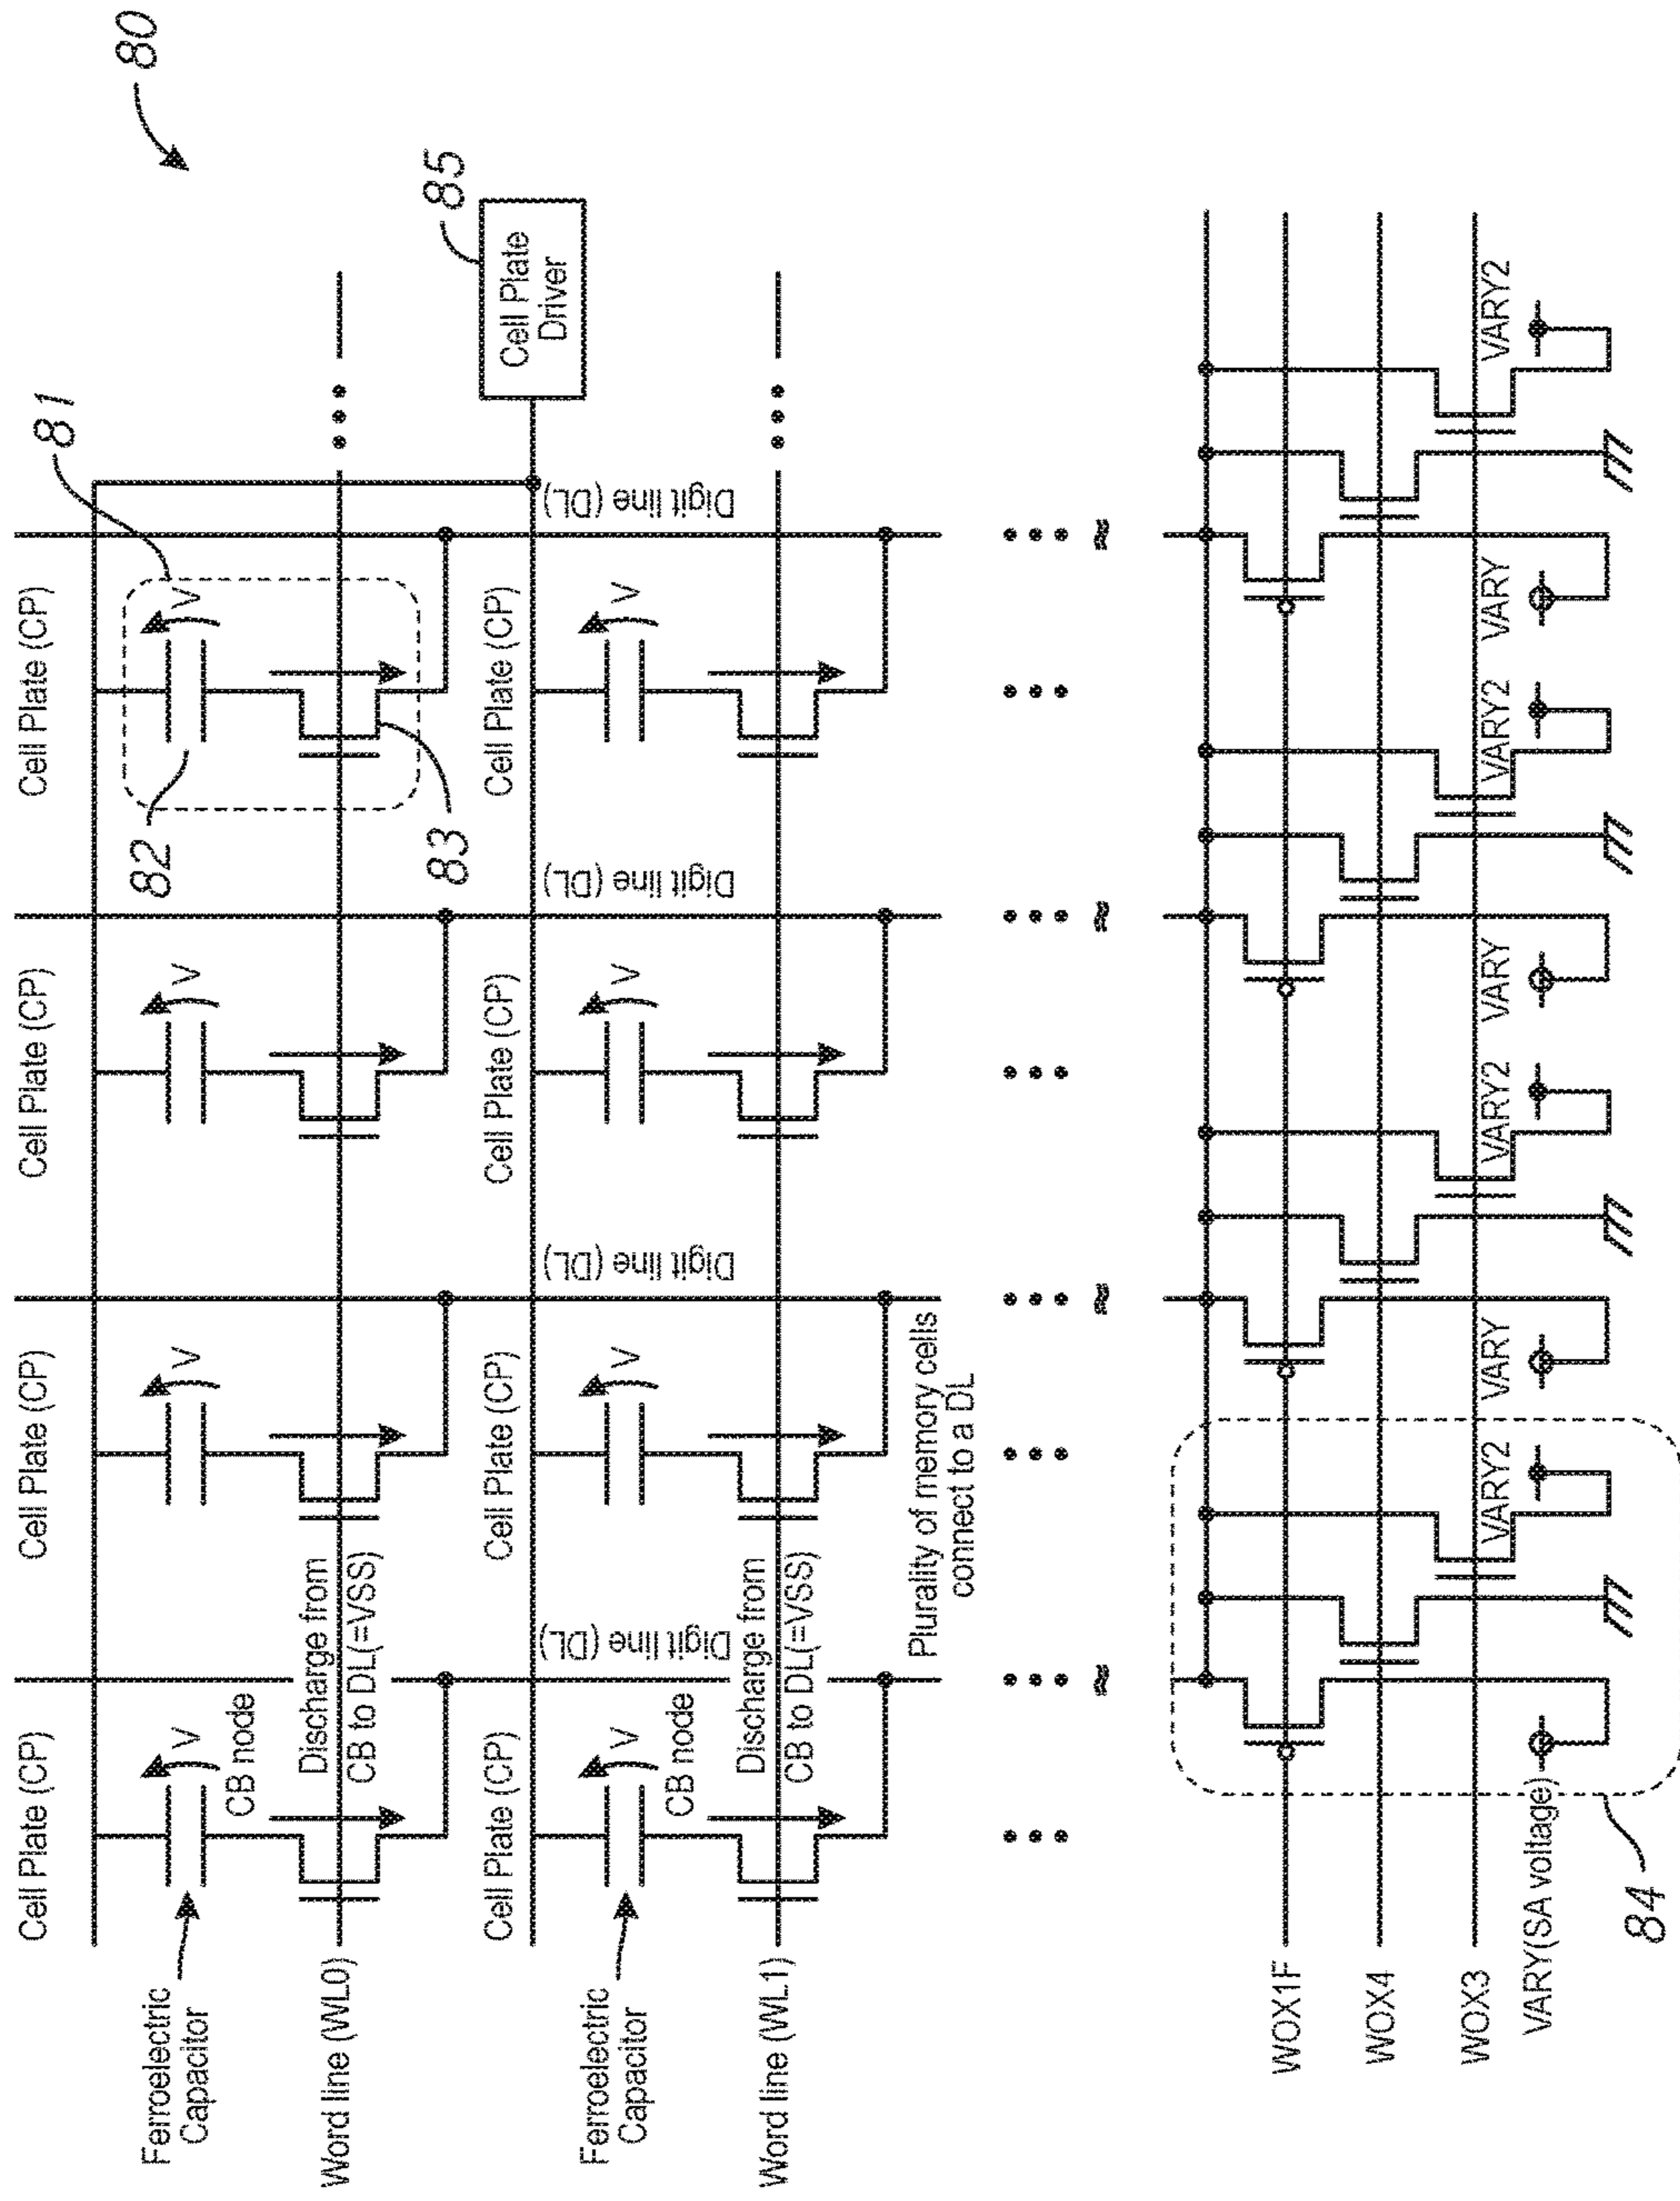 80
81
85
Cell Plate (CP)
Cell Plate (CP)
Cell Plate (CP)
Cell Plate (CP)
Ferroelectric
Capacitor
V
V
V
V
82
CB node
83
Word line (WL0)
Discharge from
CB to DL(=VSS)
Cell Plate
Driver
Cell Plate (CP)
Cell Plate (CP)
Cell Plate (CP)
Cell Plate (CP)
Digit line (DL)
Digit line (DL)
Digit line (DL)
Digit line (DL)
Ferroelectric
Capacitor
V
V
V
V
CB node
Word line (WL1)
Discharge from
CB to DL(=VSS)
Plurality of memory cells
connect to a DL
WOX1F
WOX4
WOX3
VARY(SA voltage)
VARY2
VARY
VARY2
VARY
VARY2
VARY
VARY2
84